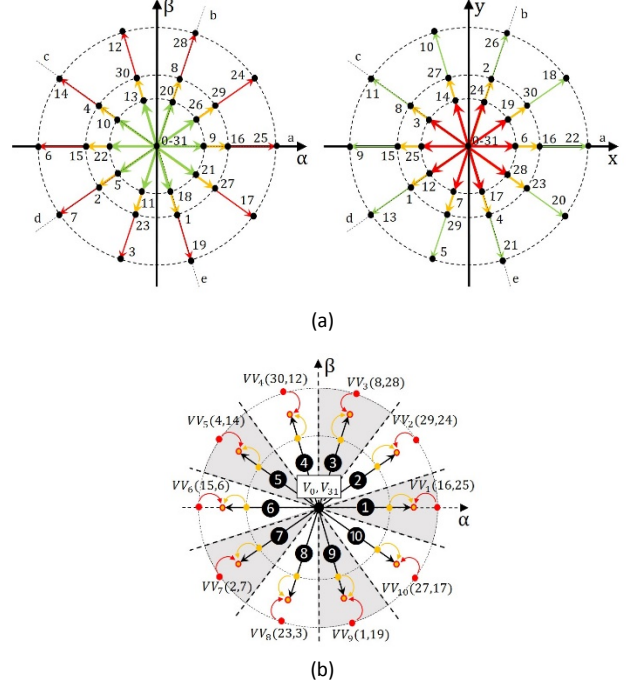 β
b
28
12
c
30
8
24
14
13
20
29
4
26
10
0-31
9
16
25
a
6
15
22
α
5
21
2
27
11
18
7
23
1
17
d
3
19
e
y
b
26
10
c
27
2
18
11
14
24
30
8
19
3
0-31
6
16
22
a
9
15
25
x
12
28
1
23
7
17
13
29
4
20
d
5
21
e
(a)
β
VV4(30,12)
VV3(8,28)
VV5(4,14)
VV2(29,24)
4
3
5
2
V0, V31
VV6(15,6)
VV1(16,25)
6
1
α
7
10
8
9
VV7(2,7)
VV10(27,17)
VV8(23,3)
VV9(1,19)
(b)